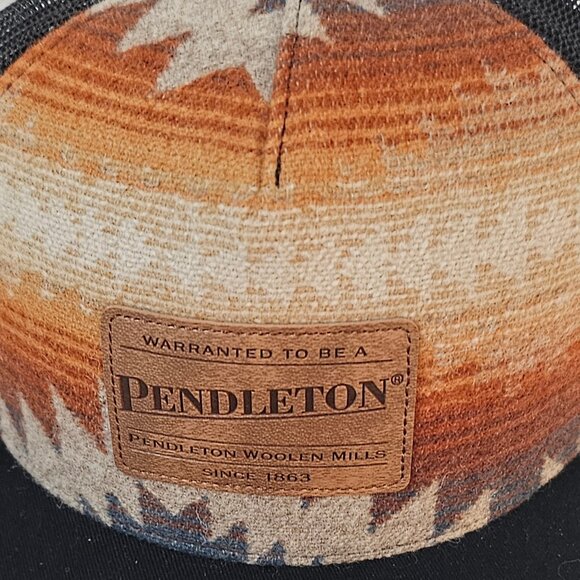 WARRANTED TO BE A
PENDLETON®
PENDLETON WOOLEN MILLS
SINCE 1863